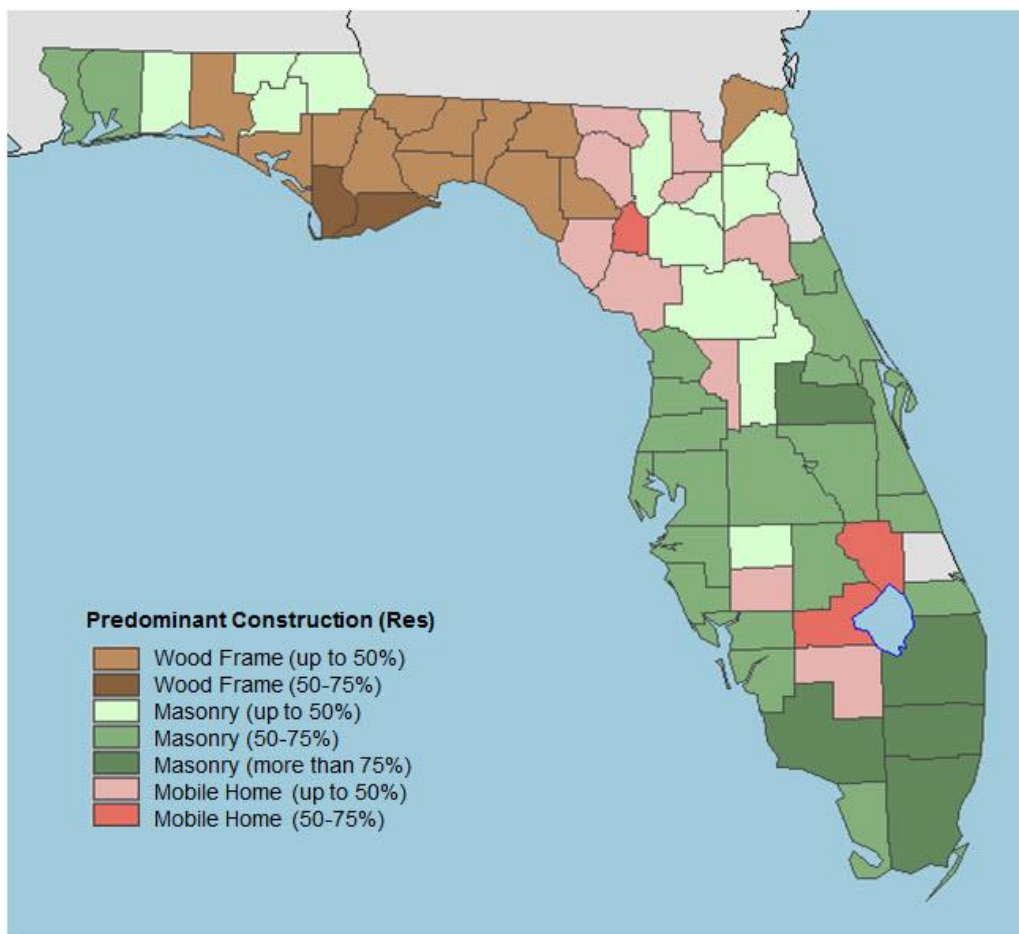 Predominant Construction (Res)
Wood Frame (up to 50%)
Wood Frame (50-75%)
Masonry (up to 50%)
Masonry (50-75%)
Masonry (more than 75%)
Mobile Home (up to 50%)
Mobile Home (50-75%)